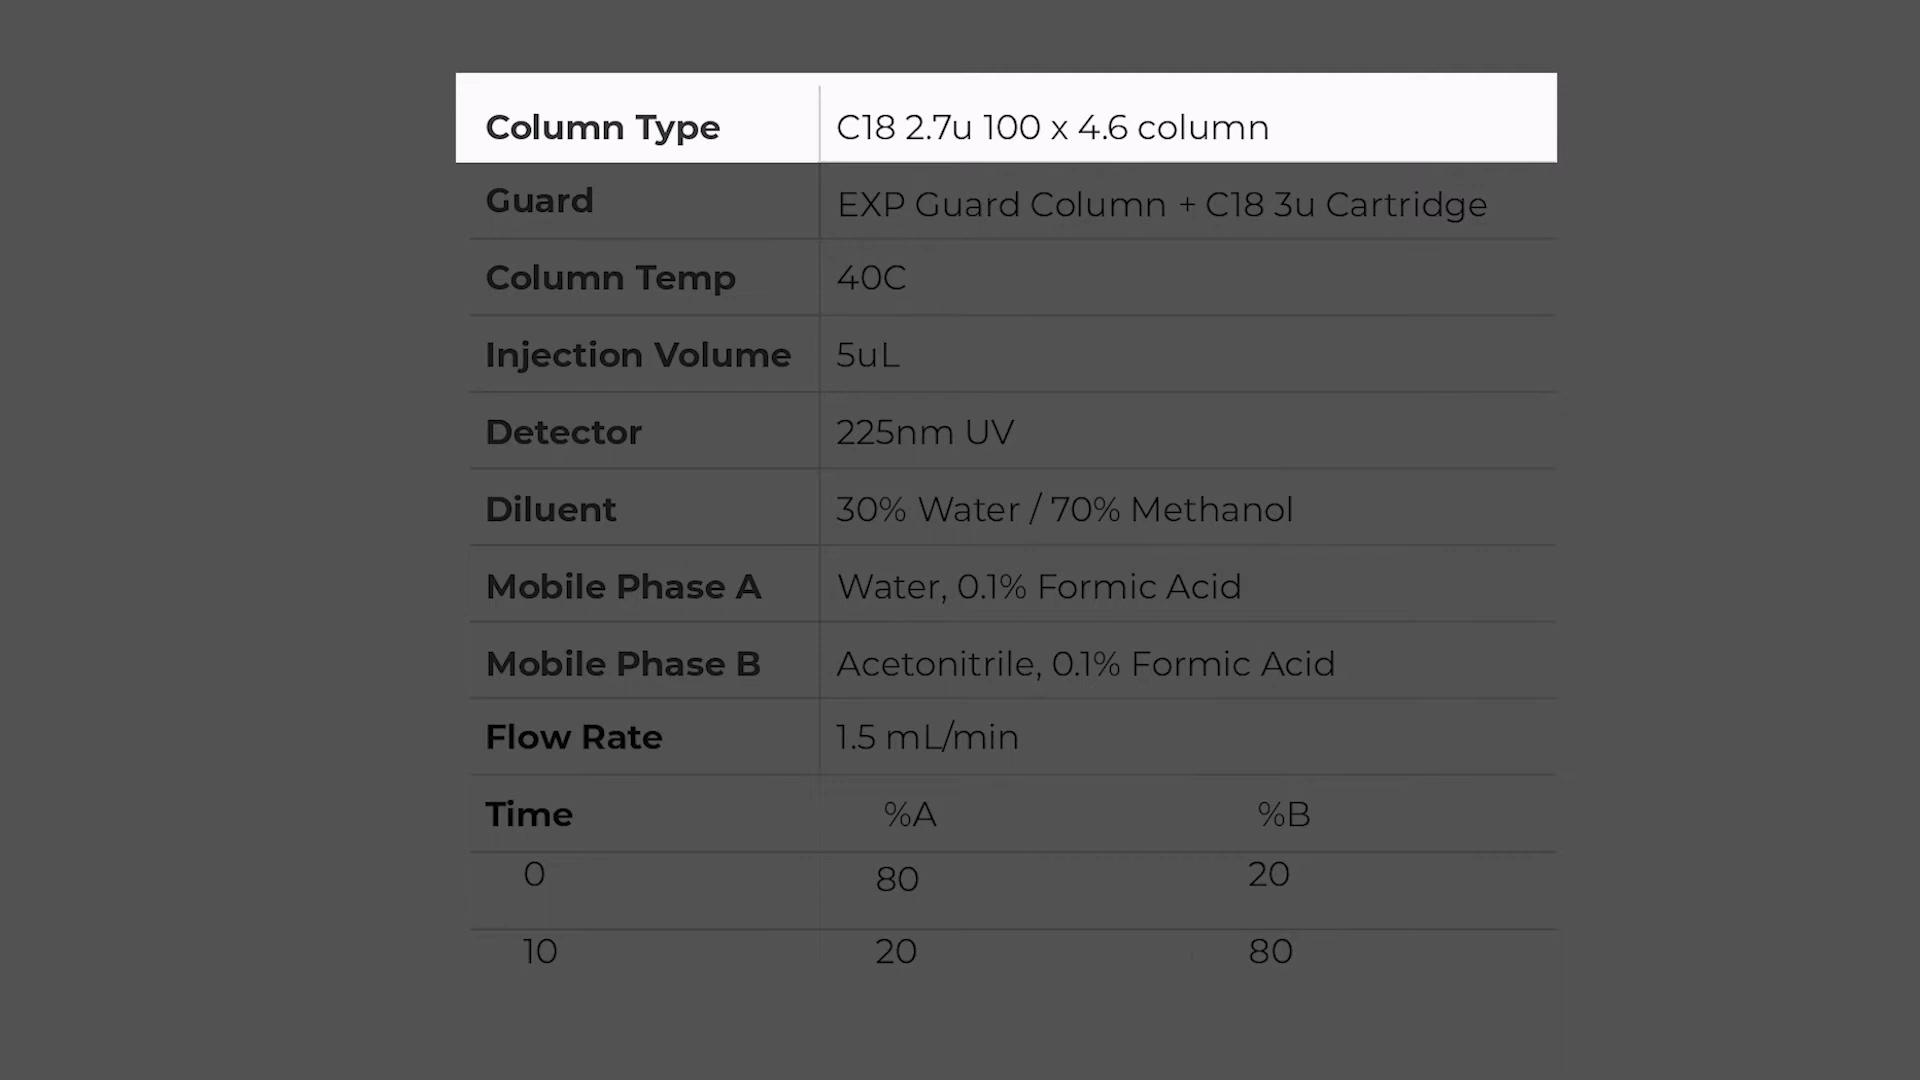 Column Type C18 2.7u 100 x 4.6 column
Guard EXP Guard Column + C18 3u Cartridge
Column Temp 40C
Injection Volume 5uL
Detector 225nm UV
Diluent 30% Water / 70% Methanol
Mobile Phase A Water, 0.1% Formic Acid
Mobile Phase B Acetonitrile, 0.1% Formic Acid
Flow Rate 1.5 mL/min
Time %A %B
0 80 20
10 20 80